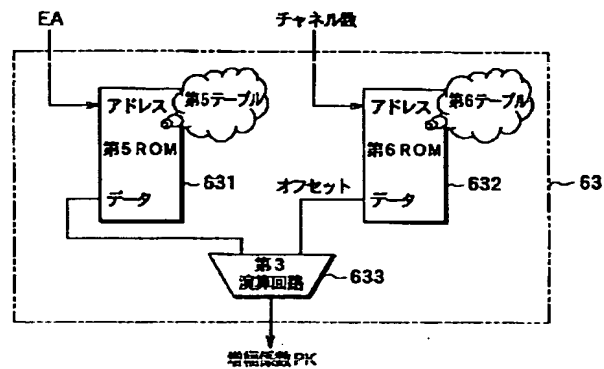 EA
チャネル数
アドレス
第5テーブル
アドレス
第6テーブル
第5ROM
第6ROM
データ
631
オフセット
データ
632
63
第3
演算回路
633
増幅係数PK